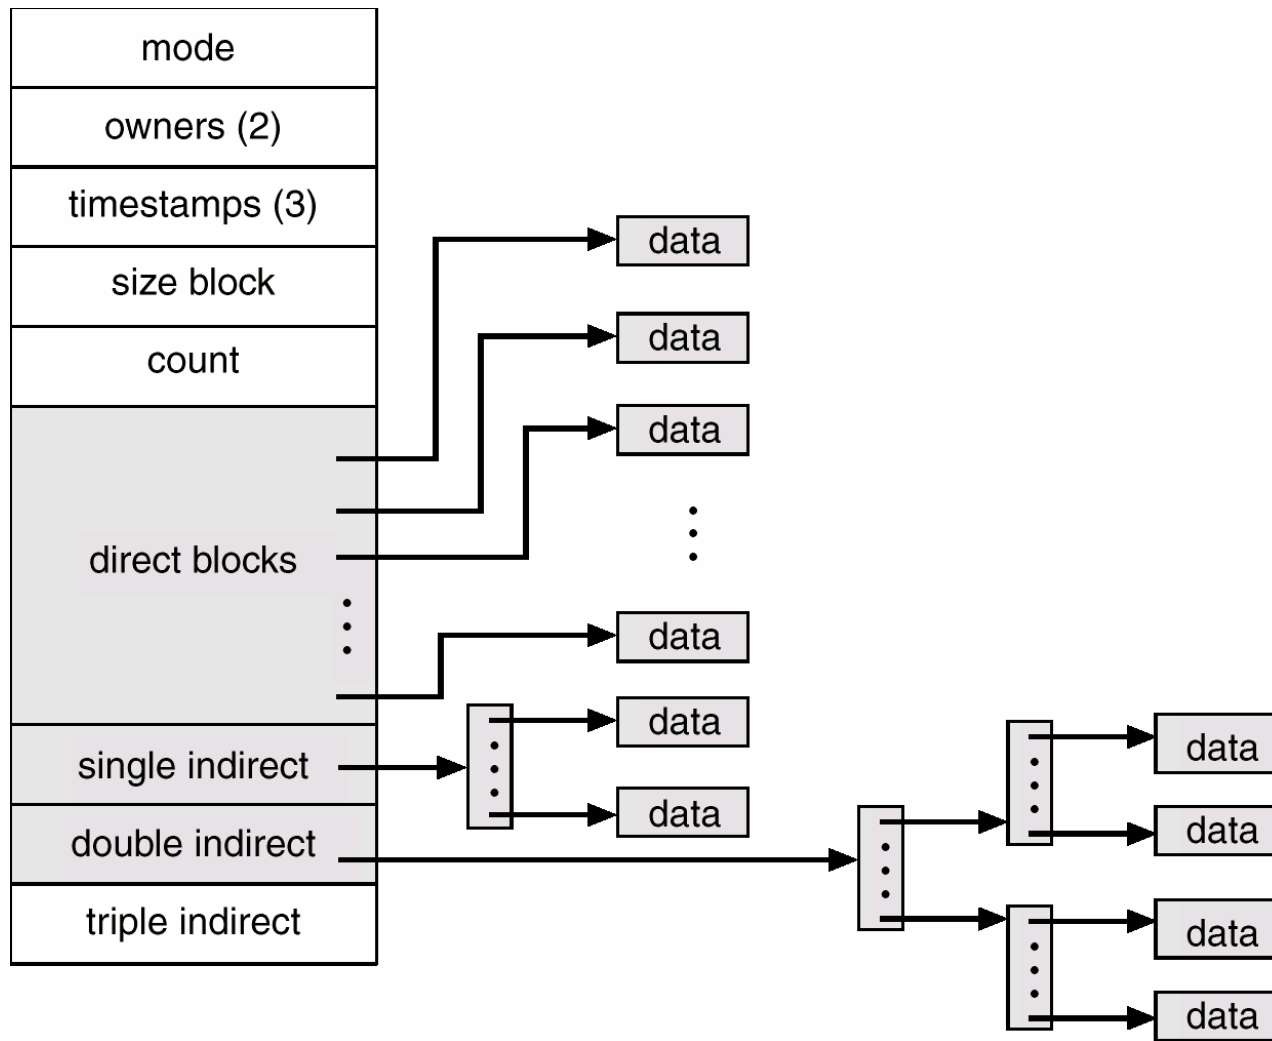 mode
owners (2)
timestamps (3)
size block
count
direct blocks
single indirect
double indirect
triple indirect
data
data
data
data
data
data
data
data
data
data